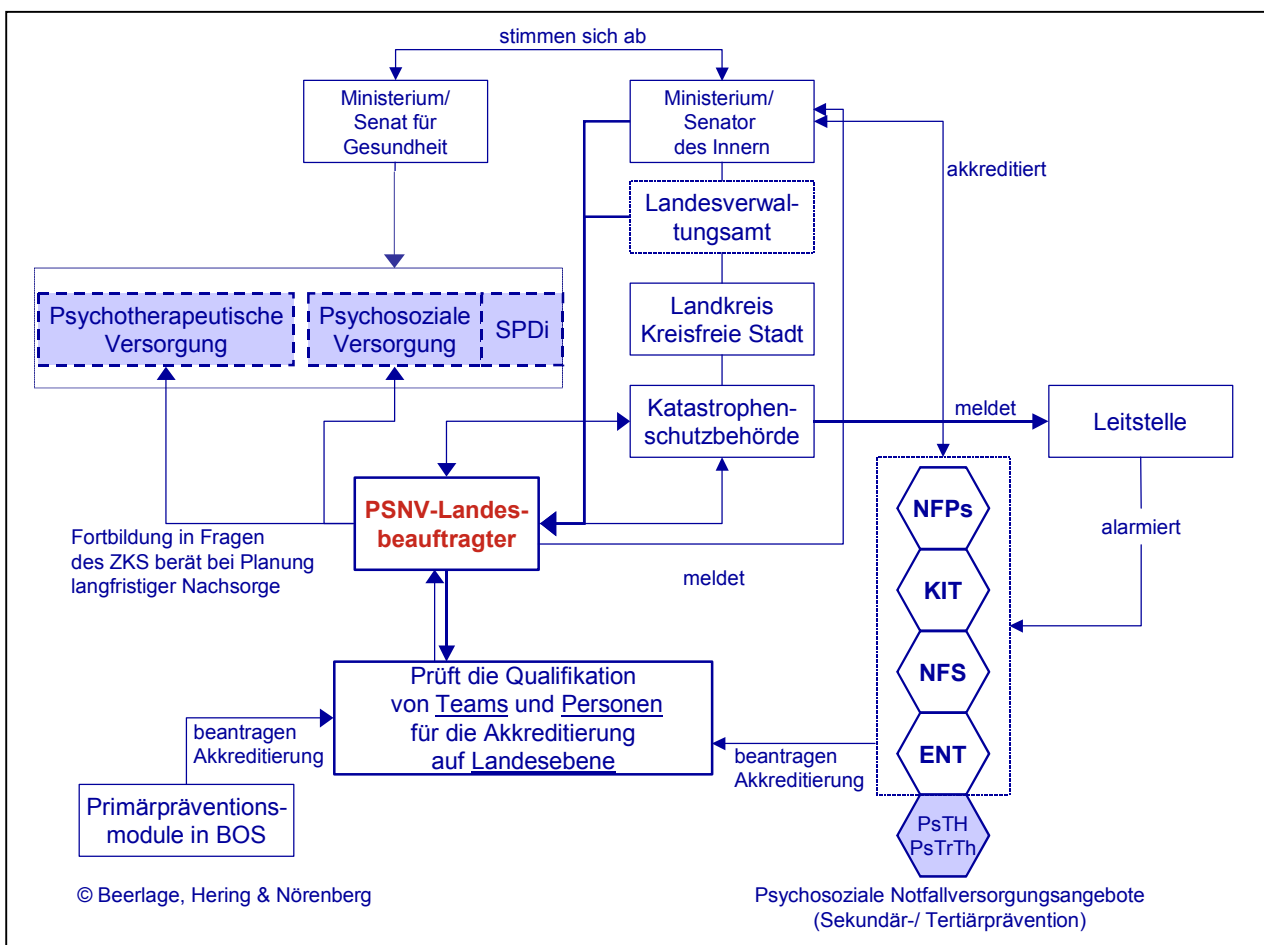 stimmen sich ab
Ministerium/
Senat für
Gesundheit
Ministerium/
Senator
des Innern
akkreditiert
Landesverwal-
tungsamt
Psychotherapeutische
Versorgung
Psychosoziale
Versorgung
SPDi
Landkreis
Kreisfreie Stadt
Katastrophen-
schutzbehörde
meldet
Leitstelle
PSNV-Landes-
beauftragter
NFPs
alarmiert
Fortbildung in Fragen
des ZKS berät bei Planung
langfristiger Nachsorge
meldet
KIT
NFS
Prüft die Qualifikation
von Teams und Personen
für die Akkreditierung
auf Landesebene
beantragen
Akkreditierung
beantragen
Akkreditierung
ENT
Primärpräventions-
module in BOS
PsTH
PsTrTh
© Beerlage, Hering & Nörenberg
Psychosoziale Notfallversorgungsangebote
(Sekundär-/ Tertiärprävention)